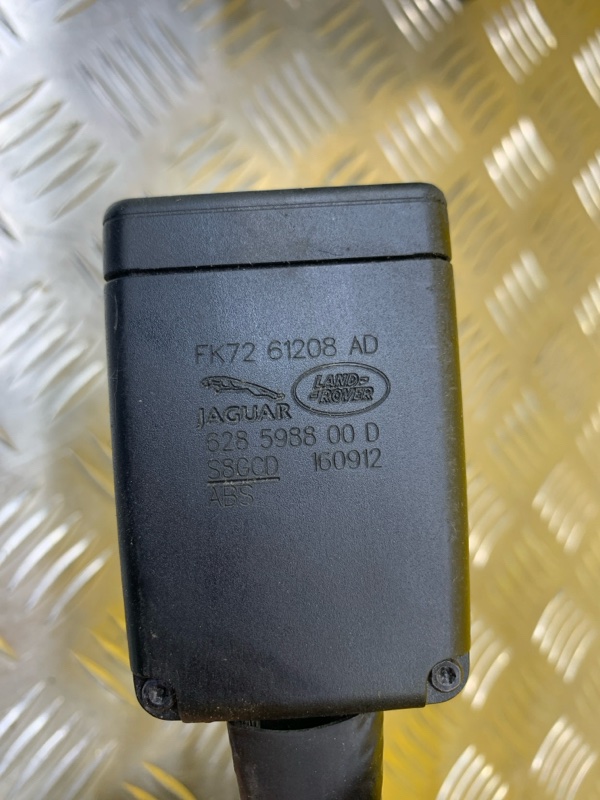 FK72 61208 AD
JAGUAR LAND-
-ROVER
628 5988 00 D
S8GCD 160912
ABS